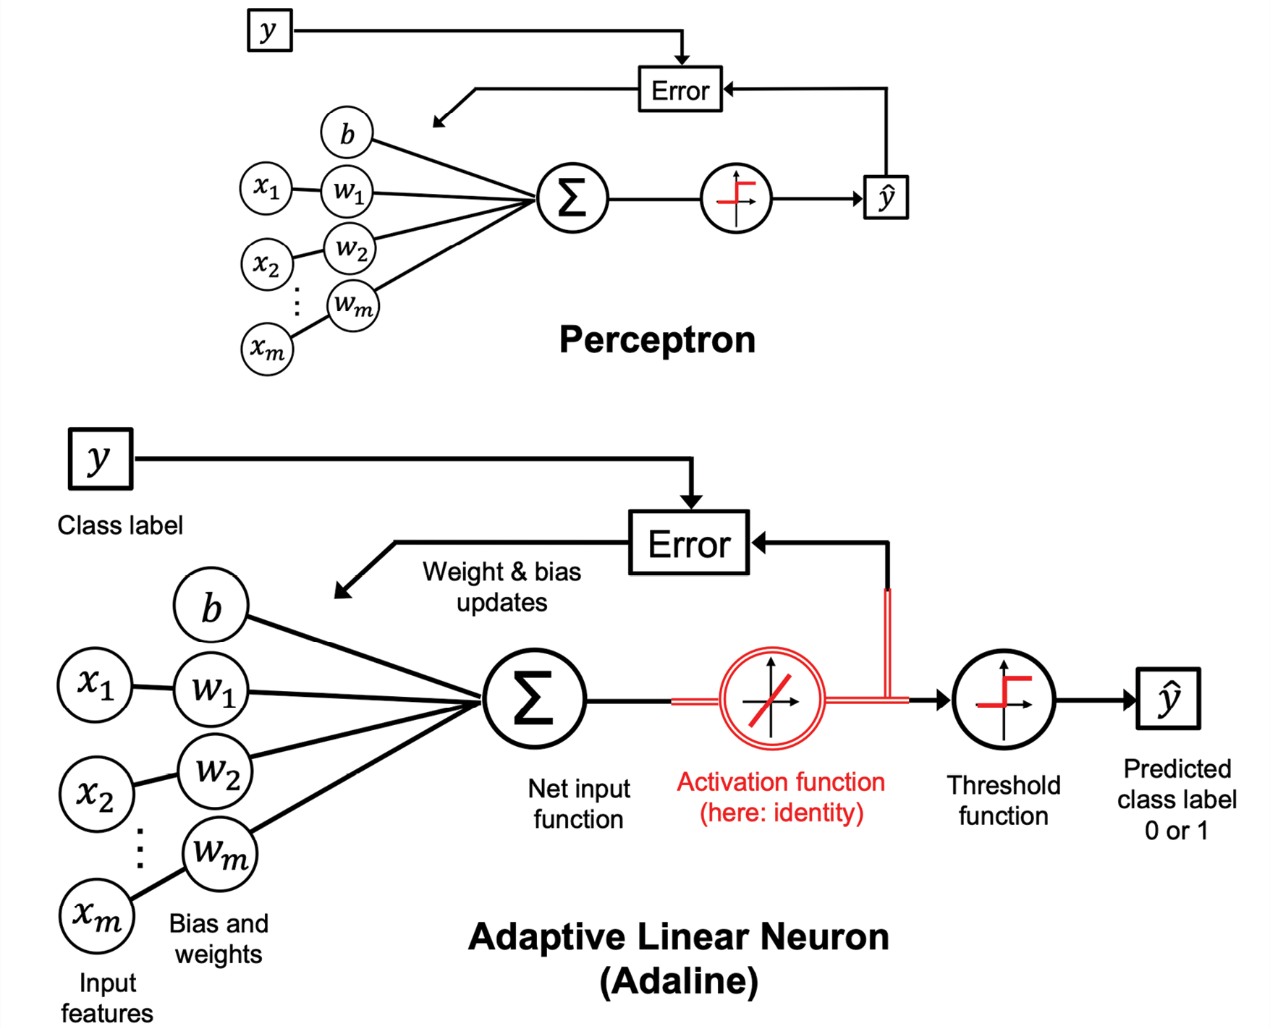 y
Error
b
x₁
w₁
Σ
ŷ
x₂
w₂
⋮
wₘ
xₘ
Perceptron
y
Class label
Error
Weight & bias
updates
b
x₁
w₁
Σ
ŷ
x₂
w₂
Net input
function
Activation function
(here: identity)
Threshold
function
Predicted
class label
0 or 1
⋮
wₘ
xₘ
Bias and
weights
Input
features
Adaptive Linear Neuron
(Adaline)